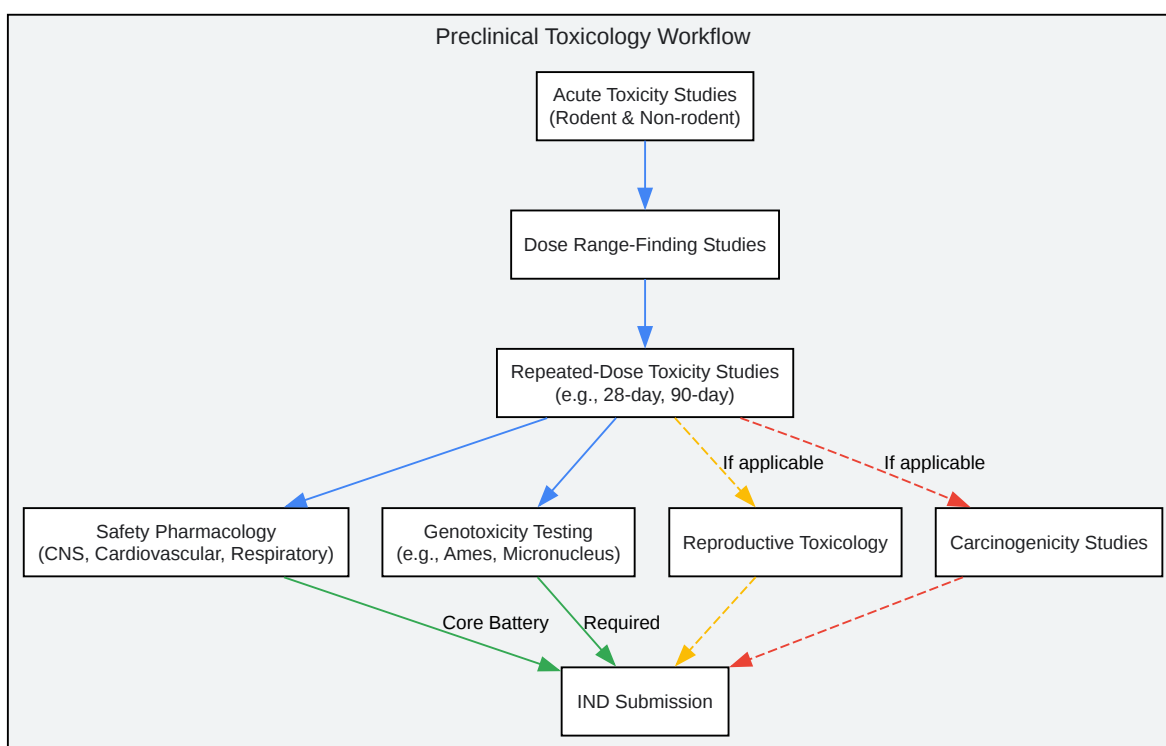 Preclinical Toxicology Workflow
Acute Toxicity Studies
(Rodent & Non-rodent)
Dose Range-Finding Studies
Repeated-Dose Toxicity Studies
(e.g., 28-day, 90-day)
If applicable
If applicable
Safety Pharmacology
(CNS, Cardiovascular, Respiratory)
Genotoxicity Testing
(e.g., Ames, Micronucleus)
Reproductive Toxicology
Carcinogenicity Studies
Core Battery
Required
IND Submission